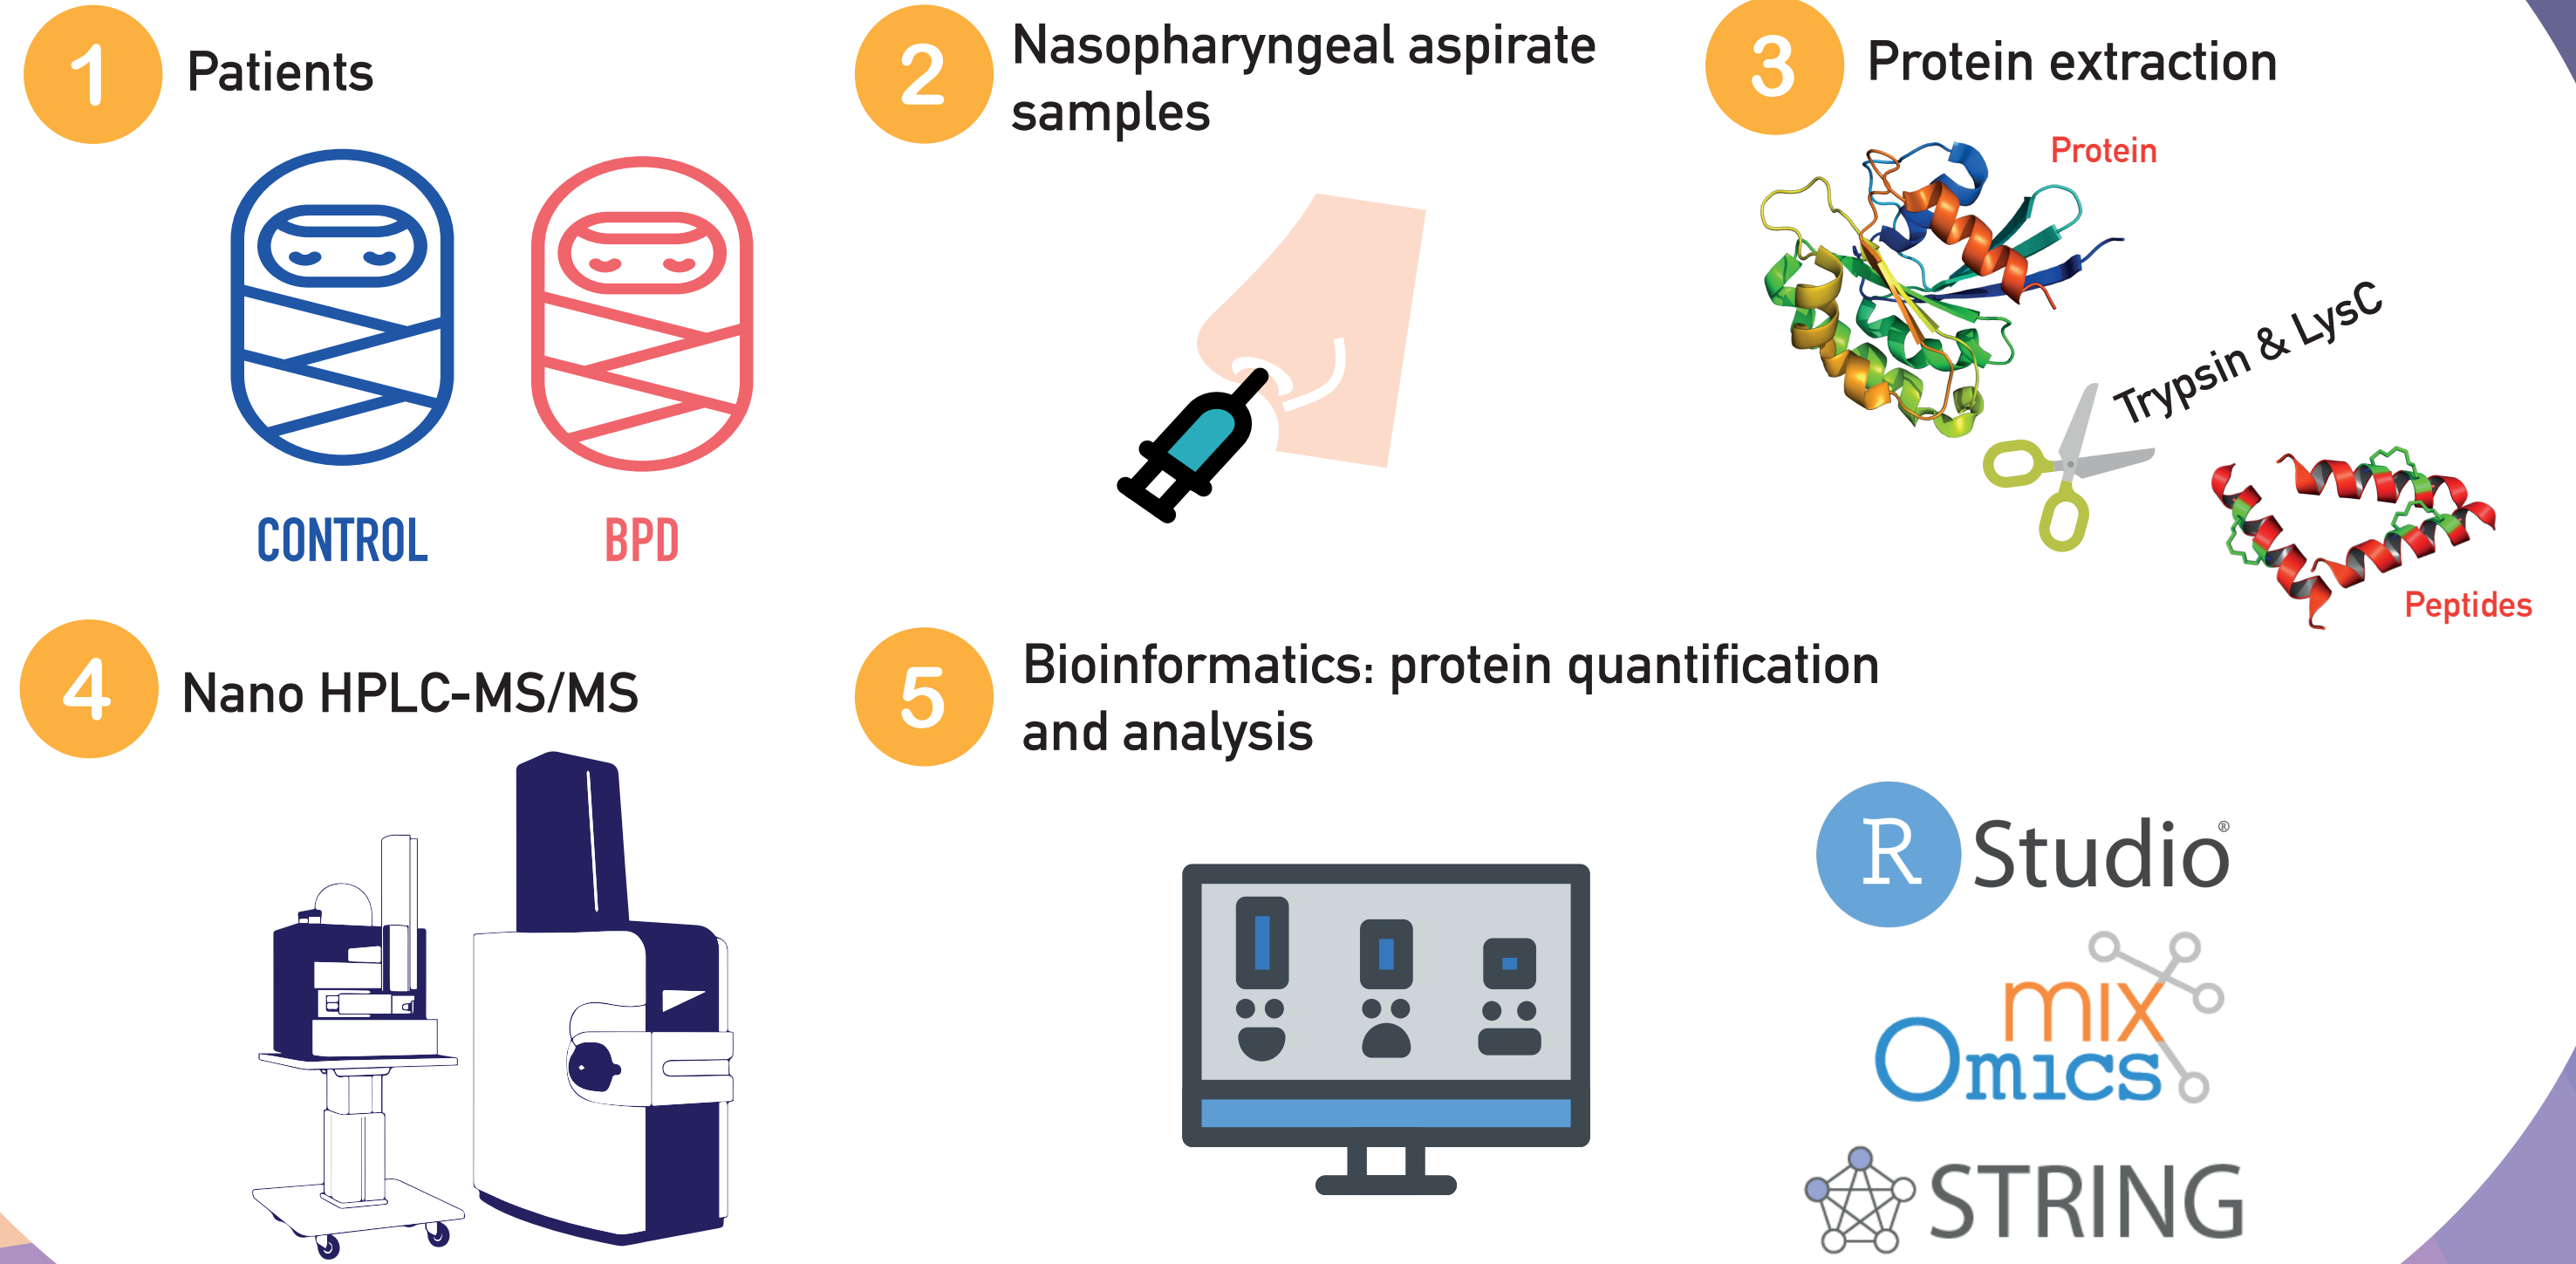 1
Patients
CONTROL
BPD
2
Nasopharyngeal aspirate
samples
3
Protein extraction
Protein
Trypsin & LysC
Peptides
4
Nano HPLC-MS/MS
5
Bioinformatics: protein quantification
and analysis
R Studio®
mix
Omics
STRING